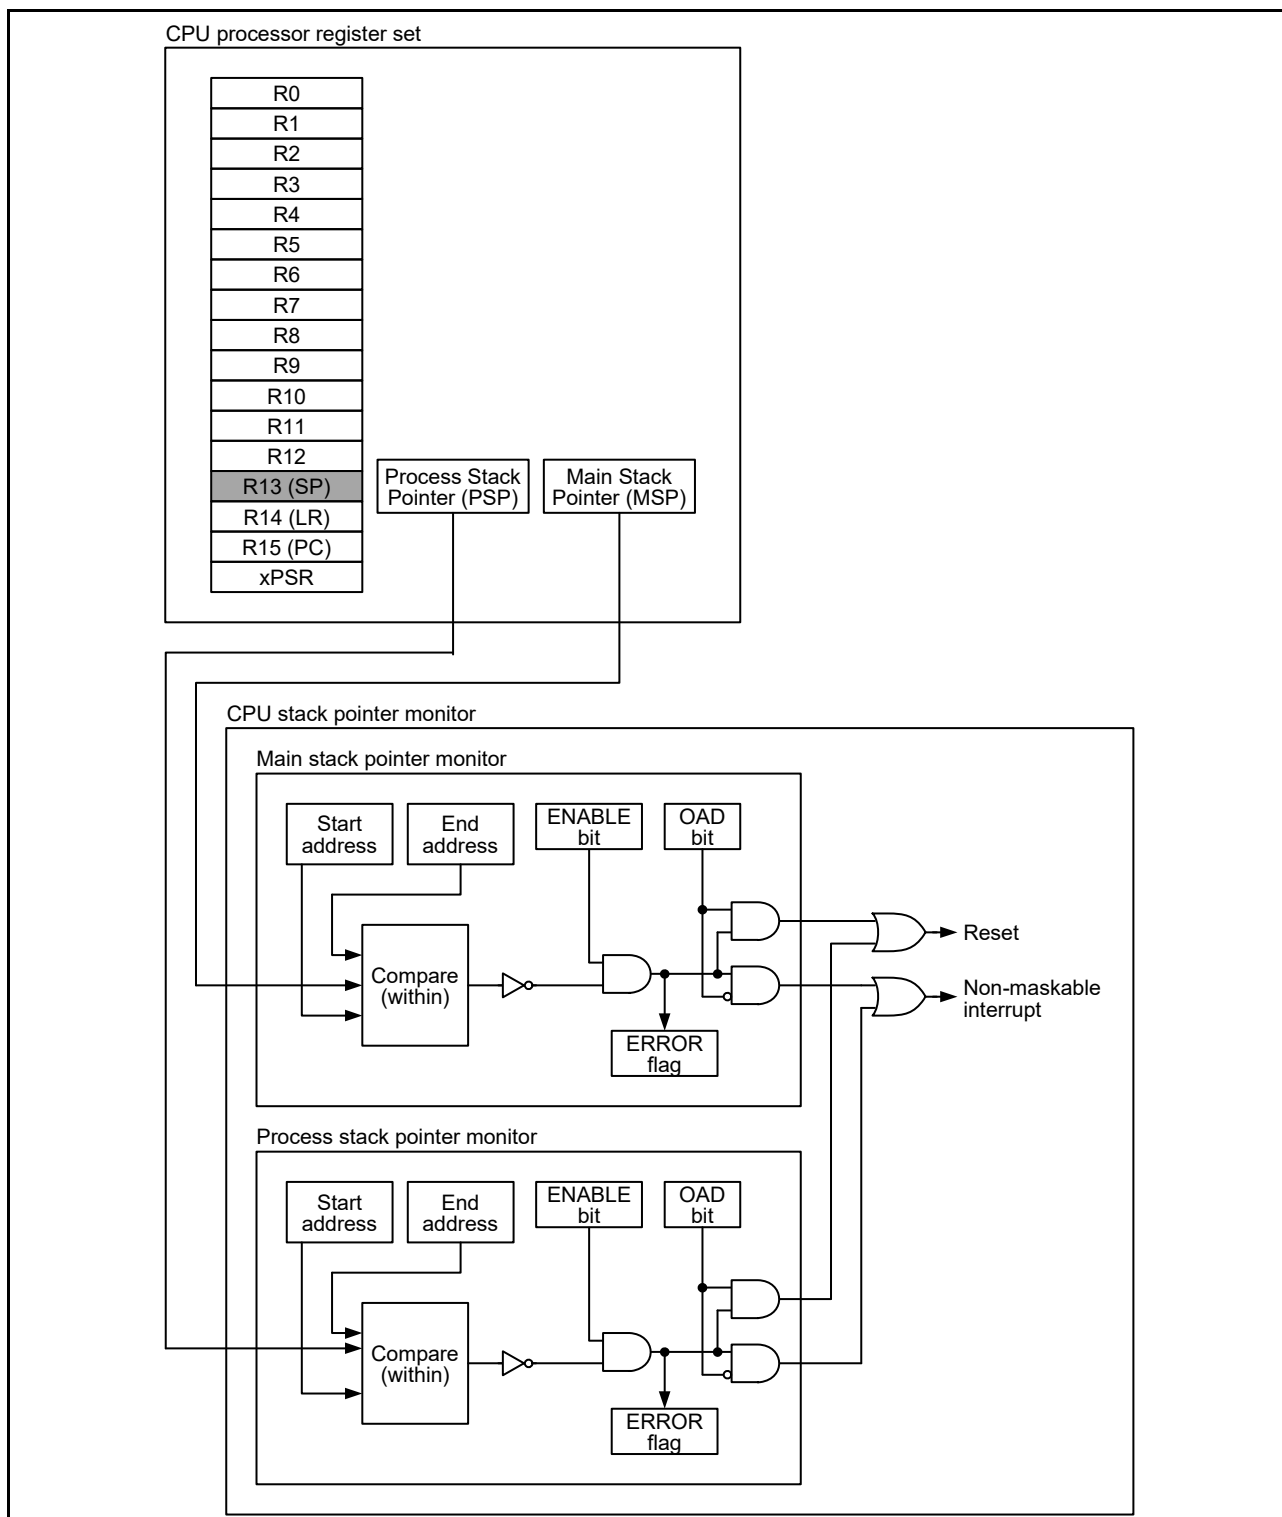 CPU processor register set
R0
R1
R2
R3
R4
R5
R6
R7
R8
R9
R10
R11
R12
R13 (SP)
R14 (LR)
R15 (PC)
xPSR
Process Stack
Pointer (PSP)
Main Stack
Pointer (MSP)
CPU stack pointer monitor
Main stack pointer monitor
Start
address
End
address
ENABLE
bit
OAD
bit
Compare
(within)
ERROR
flag
Reset
Non-maskable
interrupt
Process stack pointer monitor
Start
address
End
address
ENABLE
bit
OAD
bit
Compare
(within)
ERROR
flag